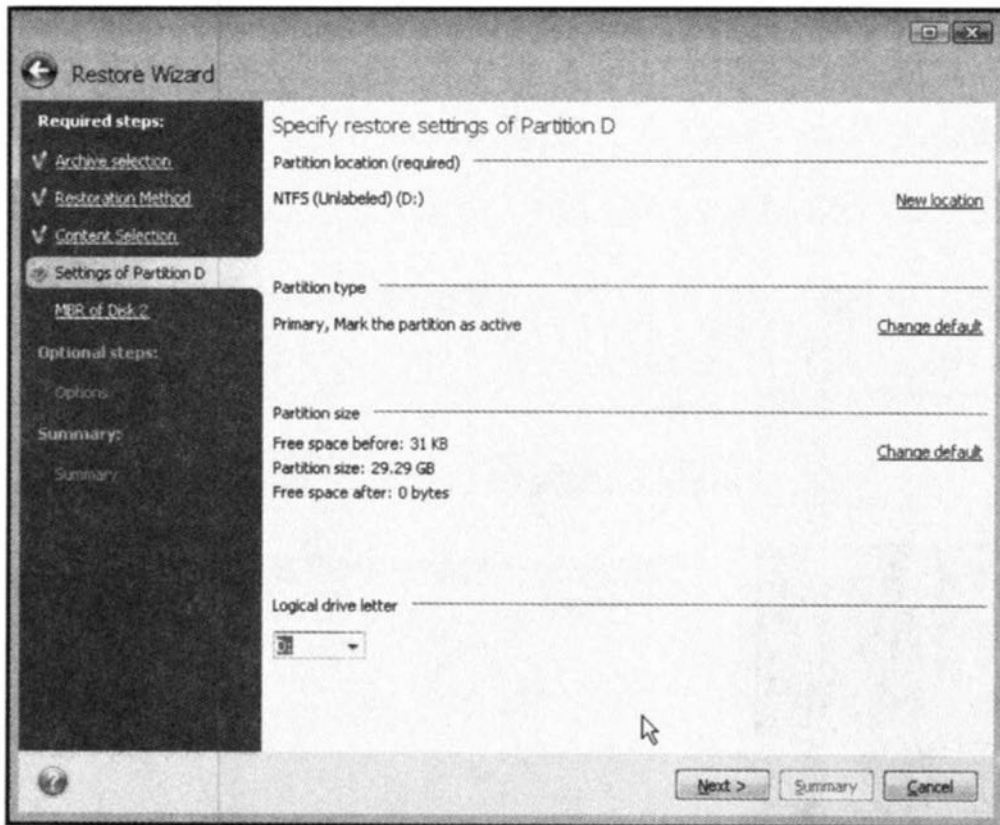 Restore Wizard
Required steps:
Archive selection
Restoration Method
Content Selection
Settings of Partition D
MBR of Disk 2
Optional steps:
Options
Summary:
Summary
Specify restore settings of Partition D
Partition location (required)
NTFS (Unlabeled) (D:)
New location
Partition type
Primary, Mark the partition as active
Change default
Partition size
Free space before: 31 KB
Partition size: 29.29 GB
Free space after: 0 bytes
Change default
Logical drive letter
D:
?
Next >
Summary
Cancel